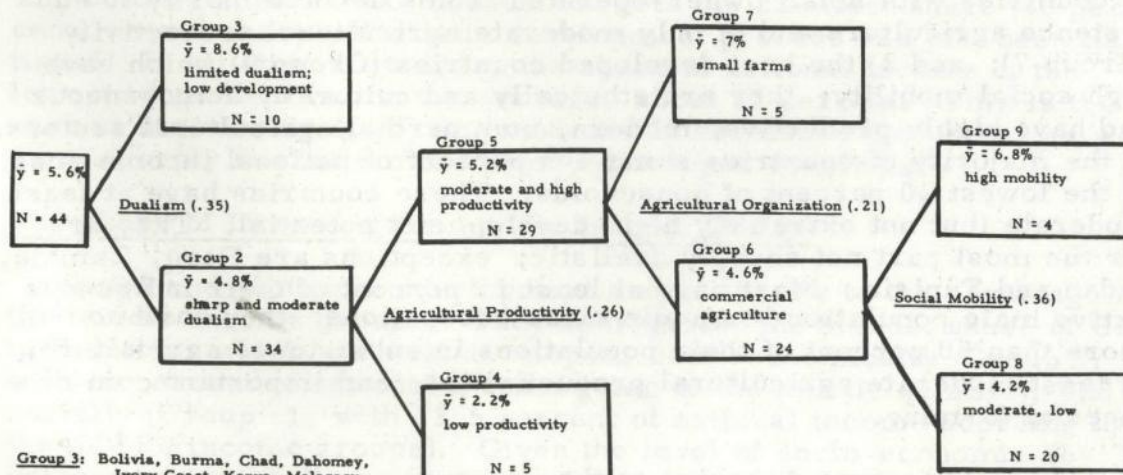 Group 3
ȳ = 8.6%
limited dualism;
low development
N = 10
ȳ = 5.6%
N = 44
Dualism (.35)
Group 2
ȳ = 4.8%
sharp and moderate
dualism
N = 34
Group 5
ȳ = 5.2%
moderate and high
productivity
N = 29
Agricultural Productivity (.26)
Group 4
ȳ = 2.2%
low productivity
N = 5
Group 7
ȳ = 7%
small farms
N = 5
Agricultural Organization (.21)
Group 6
ȳ = 4.6%
commercial
agriculture
N = 24
Group 9
ȳ = 6.8%
high mobility
N = 4
Social Mobility (.36)
Group 8
ȳ = 4.2%
moderate, low
N = 20
Group 3: Bolivia, Burma, Chad, Dahomey,